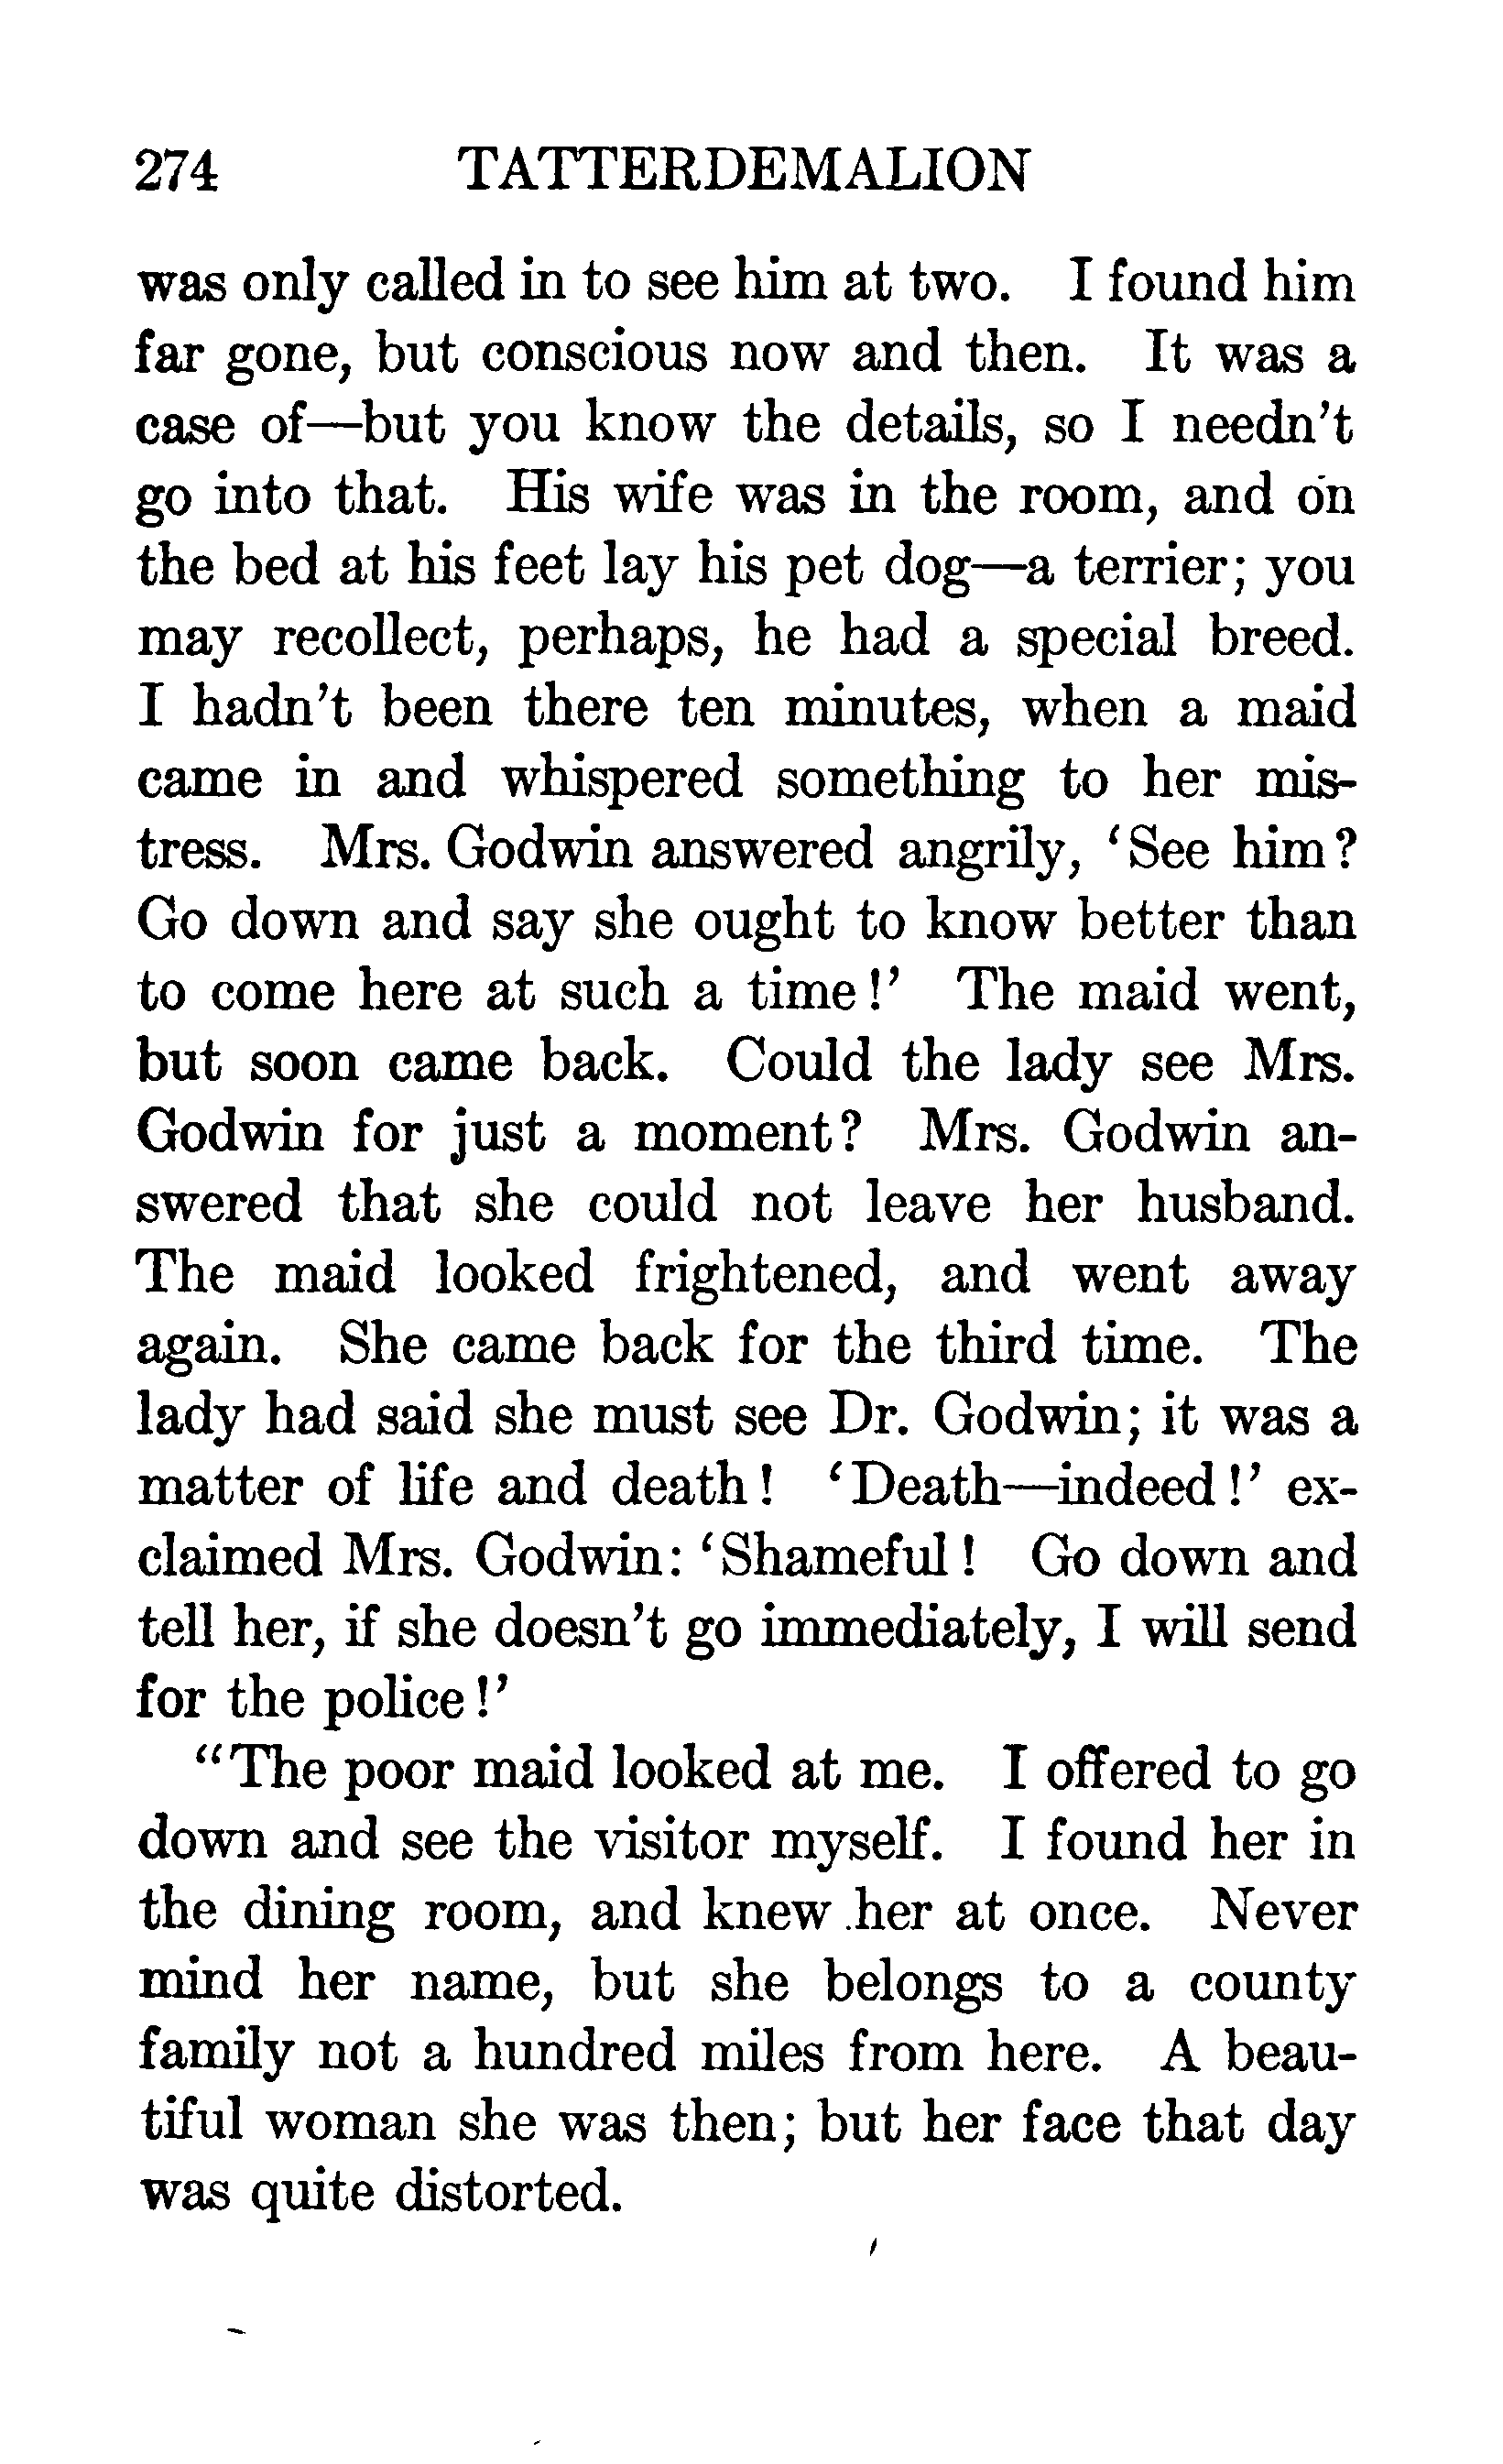 274 TATTERDEMALION
was only called in to see him at two. I found him
far gone, but conscious now and then. It was a
case of—but you know the details, so I needn't
go into that. His wife was in the room, and on
the bed at his feet lay his pet dog—a terrier; you
may recollect, perhaps, he had a special breed.
I hadn't been there ten minutes, when a maid
came in and whispered something to her mis-
tress. Mrs. Godwin answered angrily, 'See him?
Go down and say she ought to know better than
to come here at such a time!' The maid went,
but soon came back. Could the lady see Mrs.
Godwin for just a moment? Mrs. Godwin an-
swered that she could not leave her husband.
The maid looked frightened, and went away
again. She came back for the third time. The
lady had said she must see Dr. Godwin; it was a
matter of life and death! 'Death—indeed!' ex-
claimed Mrs. Godwin: 'Shameful! Go down and
tell her, if she doesn't go immediately, I will send
for the police!'
"The poor maid looked at me. I offered to go
down and see the visitor myself. I found her in
the dining room, and knew her at once. Never
mind her name, but she belongs to a county
family not a hundred miles from here. A beau-
tiful woman she was then; but her face that day
was quite distorted.